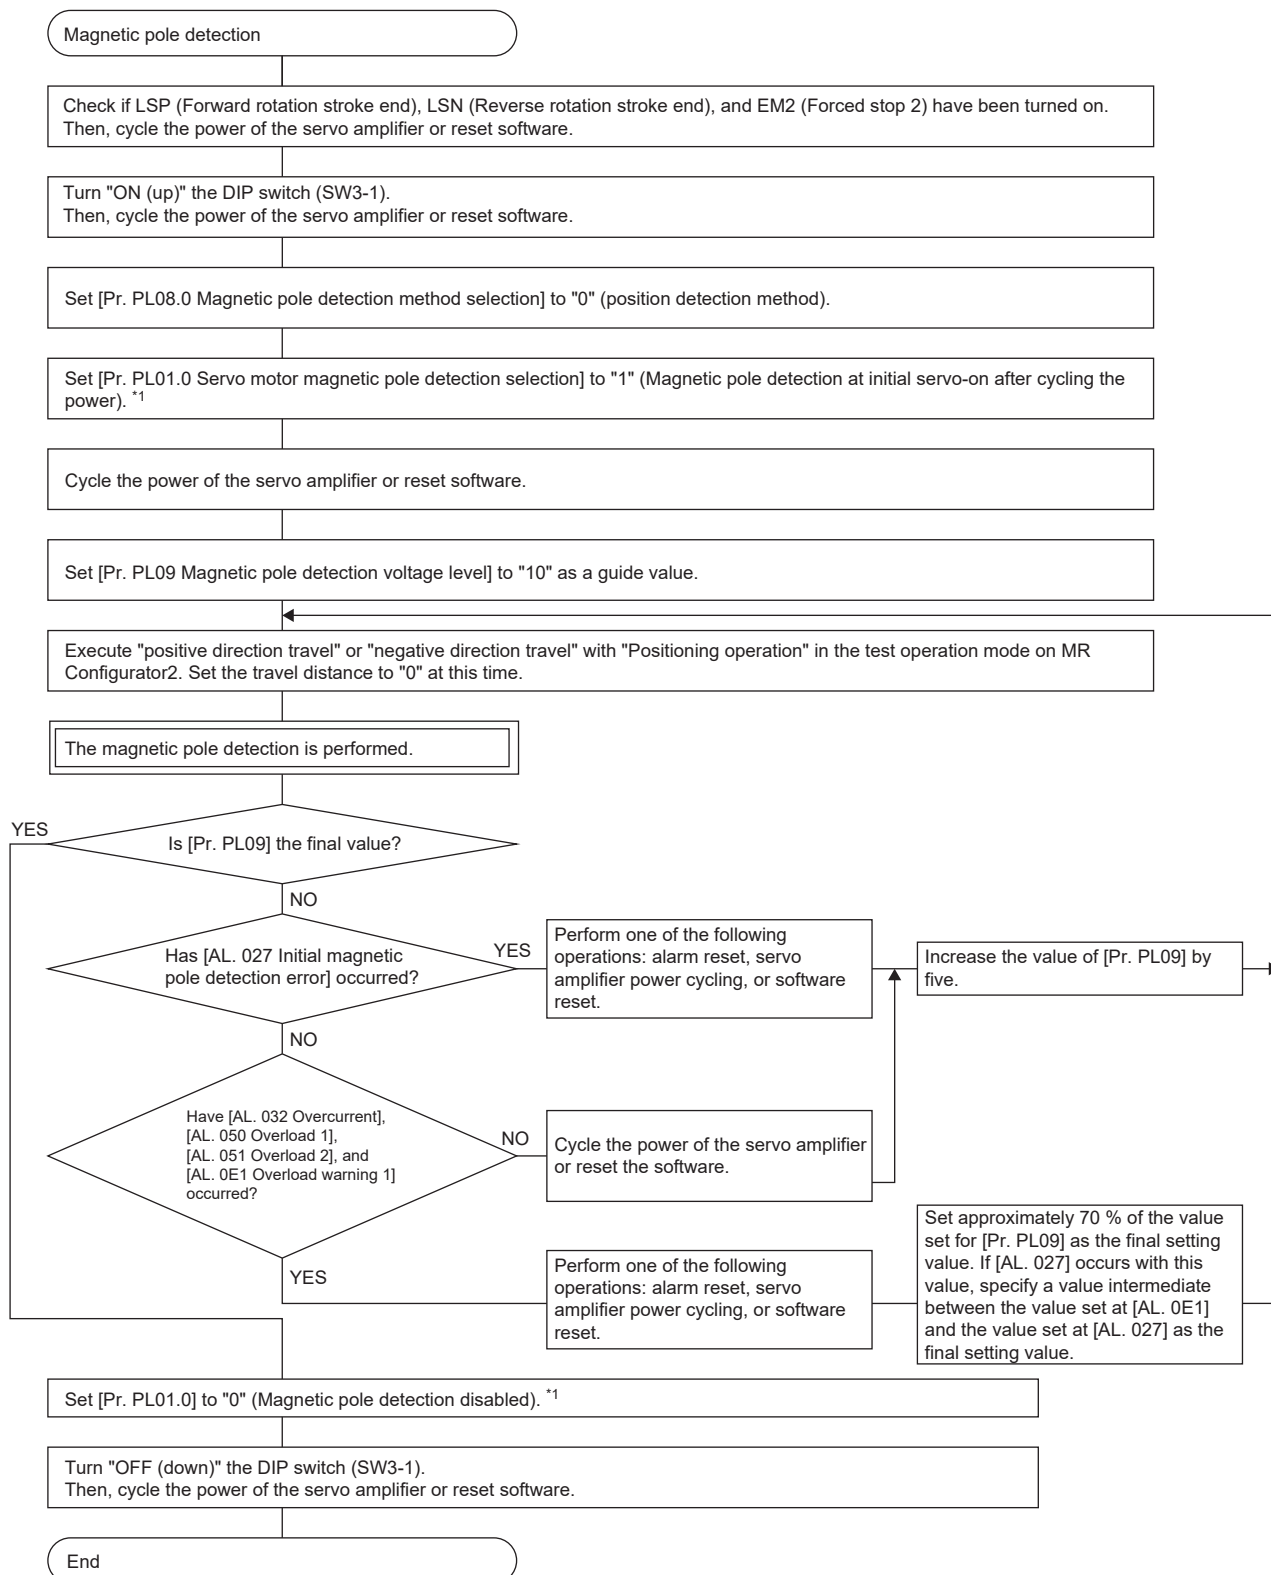 Magnetic pole detection
Check if LSP (Forward rotation stroke end), LSN (Reverse rotation stroke end), and EM2 (Forced stop 2) have been turned on.
Then, cycle the power of the servo amplifier or reset software.
Turn "ON (up)" the DIP switch (SW3-1).
Then, cycle the power of the servo amplifier or reset software.
Set [Pr. PL08.0 Magnetic pole detection method selection] to "0" (position detection method).
Set [Pr. PL01.0 Servo motor magnetic pole detection selection] to "1" (Magnetic pole detection at initial servo-on after cycling the
power). *1
Cycle the power of the servo amplifier or reset software.
Set [Pr. PL09 Magnetic pole detection voltage level] to "10" as a guide value.
Execute "positive direction travel" or "negative direction travel" with "Positioning operation" in the test operation mode on MR
Configurator2. Set the travel distance to "0" at this time.
The magnetic pole detection is performed.
YES
Is [Pr. PL09] the final value?
NO
Has [AL. 027 Initial magnetic
pole detection error] occurred?
YES
Perform one of the following
operations: alarm reset, servo
amplifier power cycling, or software
reset.
Increase the value of [Pr. PL09] by
five.
NO
Have [AL. 032 Overcurrent],
[AL. 050 Overload 1],
[AL. 051 Overload 2], and
[AL. 0E1 Overload warning 1]
occurred?
NO
Cycle the power of the servo amplifier
or reset the software.
YES
Perform one of the following
operations: alarm reset, servo
amplifier power cycling, or software
reset.
Set approximately 70 % of the value
set for [Pr. PL09] as the final setting
value. If [AL. 027] occurs with this
value, specify a value intermediate
between the value set at [AL. 0E1]
and the value set at [AL. 027] as the
final setting value.
Set [Pr. PL01.0] to "0" (Magnetic pole detection disabled). *1
Turn "OFF (down)" the DIP switch (SW3-1).
Then, cycle the power of the servo amplifier or reset software.
End